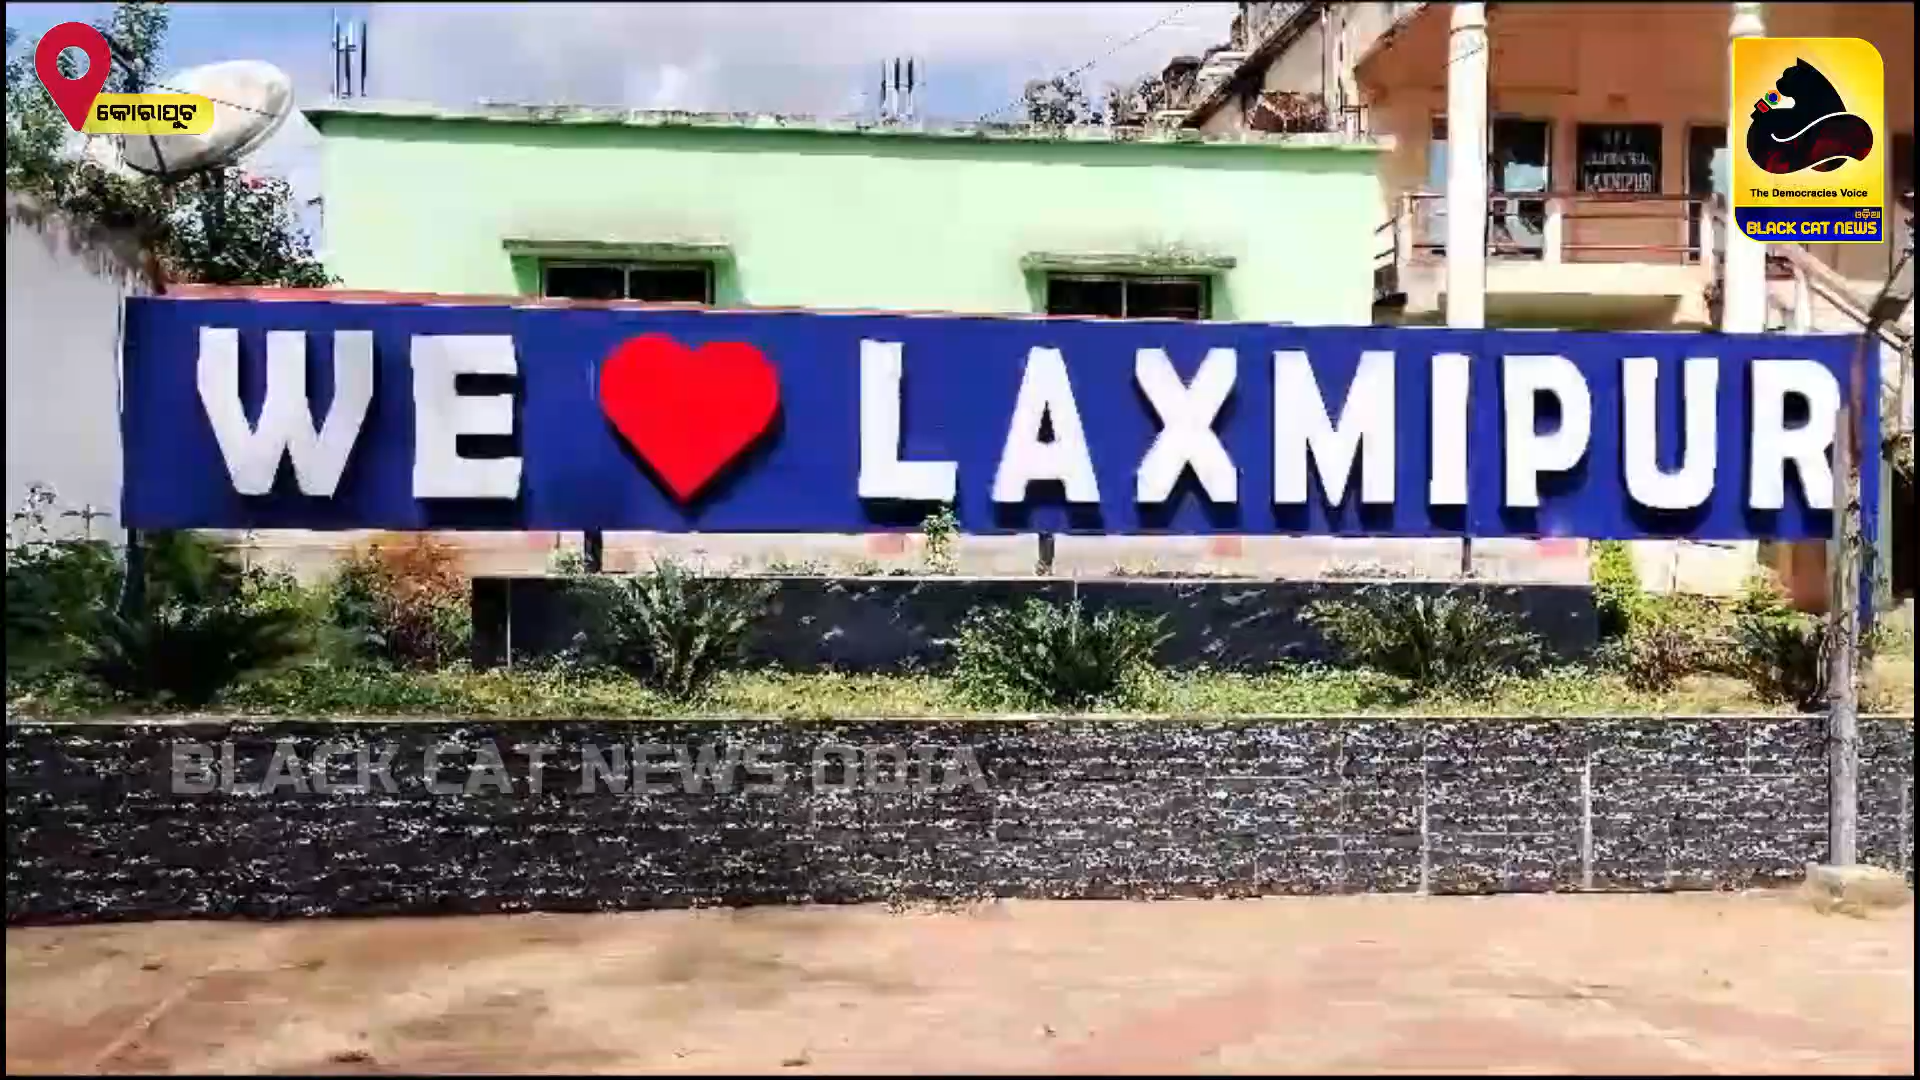 କୋରାପୁଟ
The Democracies Voice
ଓଡ଼ିଆ
BLACK CAT NEWS
LAXMIPUR
WE ❤ LAXMIPUR
BLACK CAT NEWS ODIA